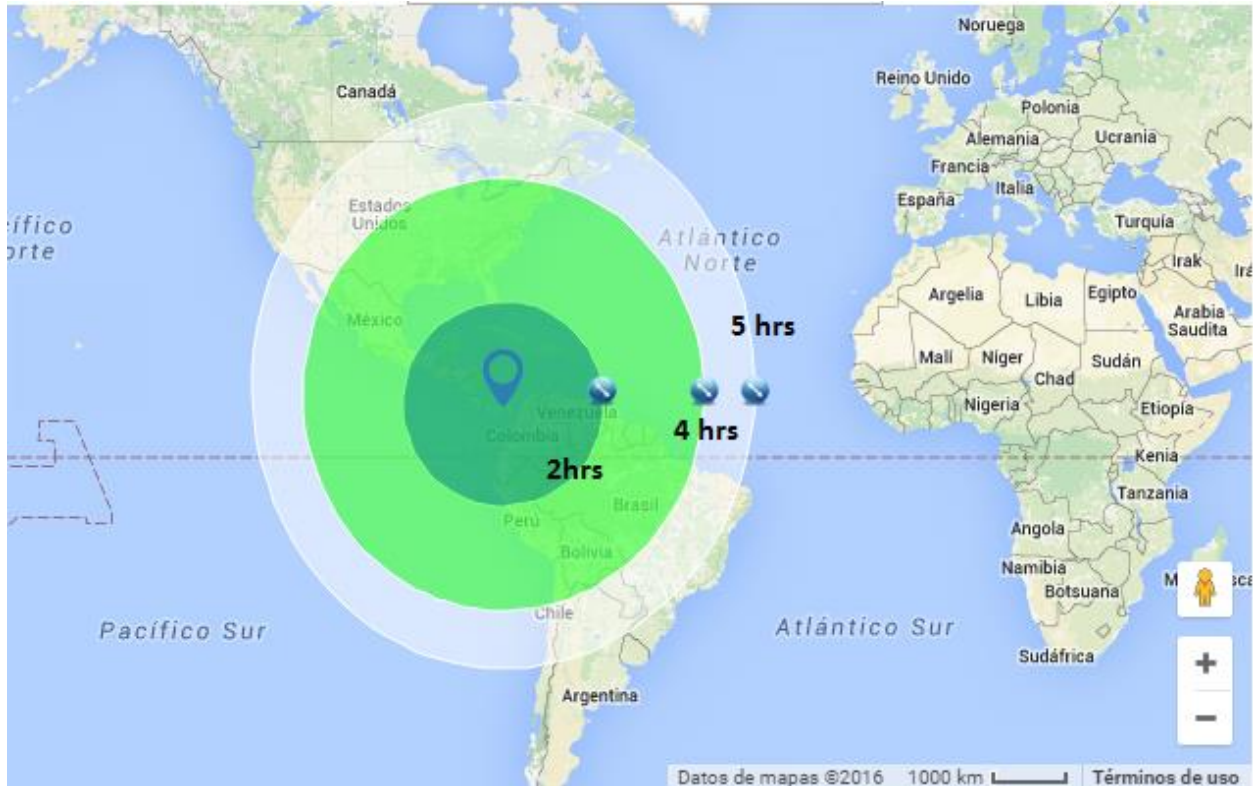 Noruega
Reino Unido
Canadá
Polonia
Alemania
Ucrania
Francia
Italia
España
Estados
Unidos
Turquía
cífico
orte
Atlántico
Norte
Irak
Irá
Argelia
Libia
Egipto
Arabia
Saudita
México
5 hrs
Malí
Níger
Sudán
Chad
Nigeria
Etiopía
Venezuela
4 hrs
Colombia
2hrs
Kenia
Tanzania
Brasil
Perú
Angola
Bolivia
Namibia
Botsuana
M
sca
Chile
Pacífico Sur
Atlántico Sur
Sudáfrica
+
Argentina
−
Datos de mapas ©2016 1000 km Términos de uso